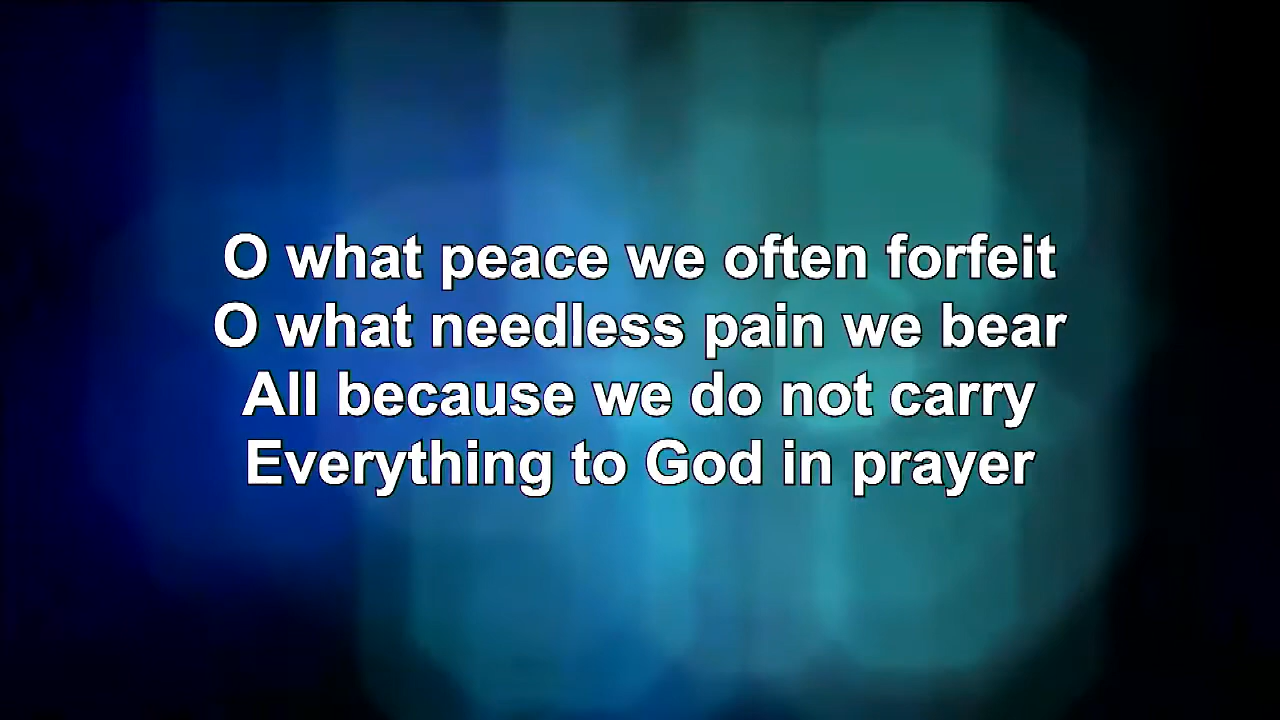 O what peace we often forfeit
O what needless pain we bear
All because we do not carry
Everything to God in prayer